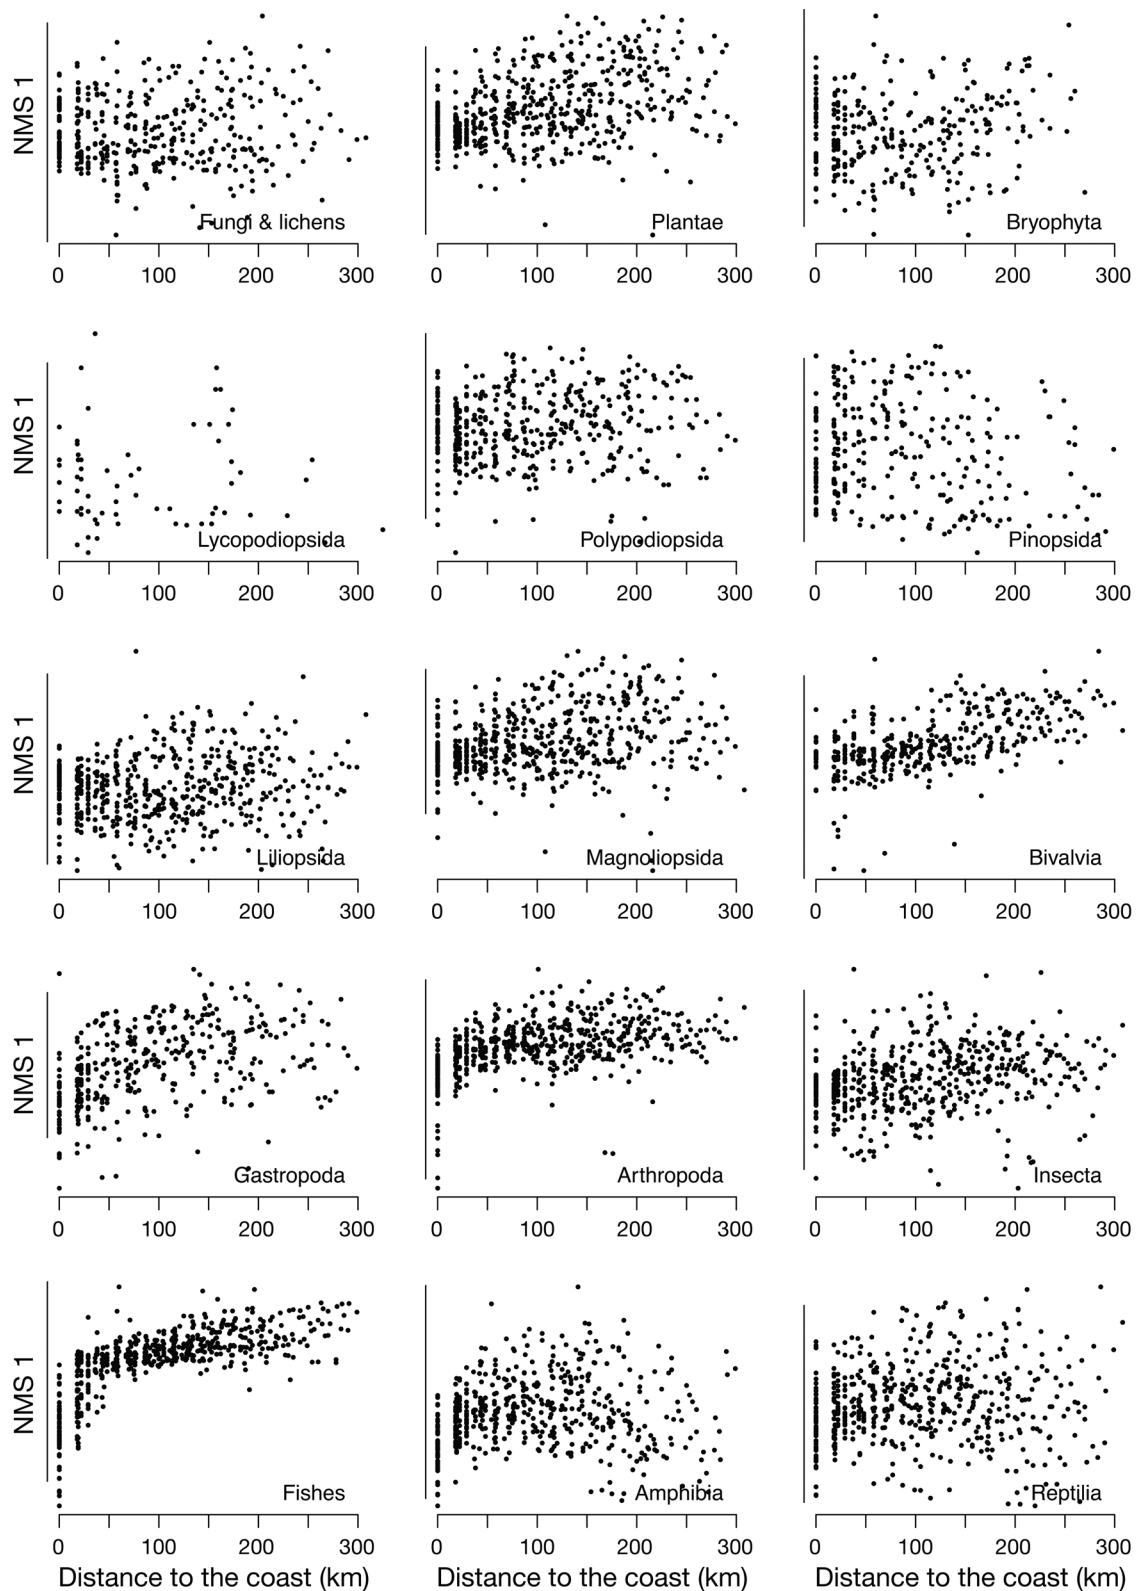 NMS 1
Fungi & lichens Plantae Bryophyta
0 100 200 300 0 100 200 300 0 100 200 300
NMS 1
Lycopodiopsida Polypodiopsida Pinopsida
0 100 200 300 0 100 200 300 0 100 200 300
NMS 1
Liliopsida Magnoliopsida Bivalvia
0 100 200 300 0 100 200 300 0 100 200 300
NMS 1
Gastropoda Arthropoda Insecta
0 100 200 300 0 100 200 300 0 100 200 300
NMS 1
Fishes Amphibia Reptilia
0 100 200 300 0 100 200 300 0 100 200 300
Distance to the coast (km) Distance to the coast (km) Distance to the coast (km)